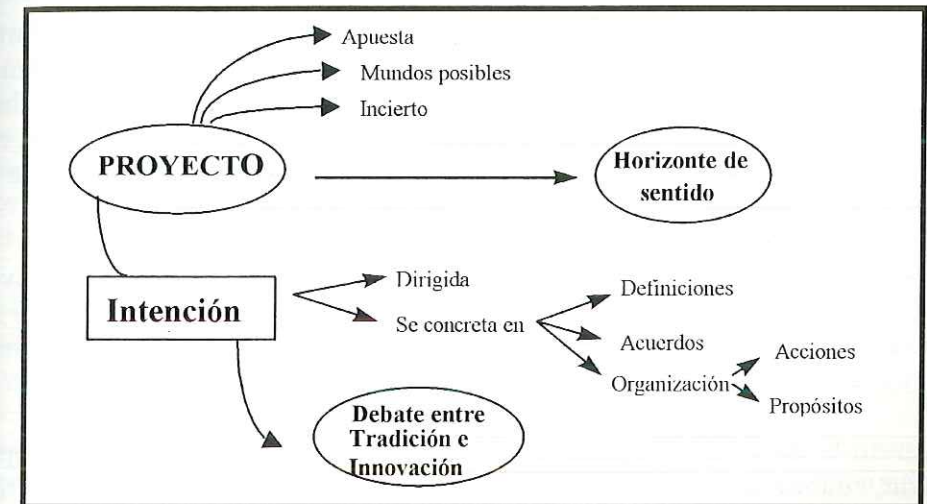 Apuesta
Mundos posibles
Incierto
PROYECTO
Horizonte de
sentido
Intención
Dirigida
Se concreta en
Definiciones
Acuerdos
Organización
Acciones
Propósitos
Debate entre
Tradición e
Innovación